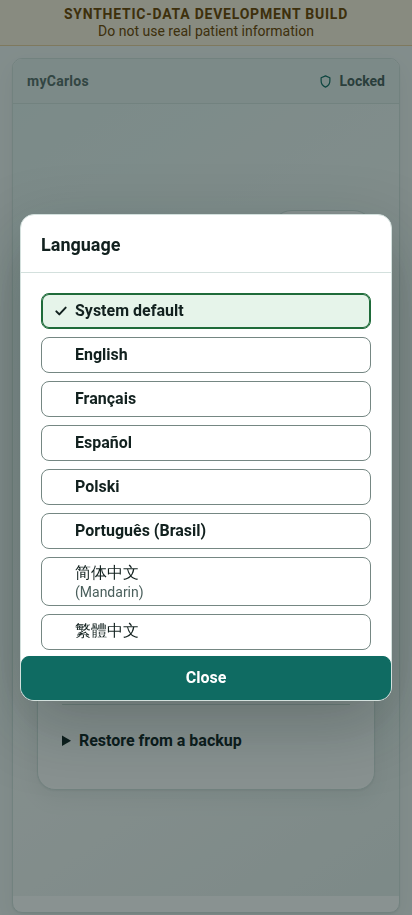 SYNTHETIC-DATA DEVELOPMENT BUILD
Do not use real patient information
myCarlos
Locked
Language
System default
English
Français
Español
Polski
Português (Brasil)
简体中文
(Mandarin)
繁體中文
Close
Restore from a backup